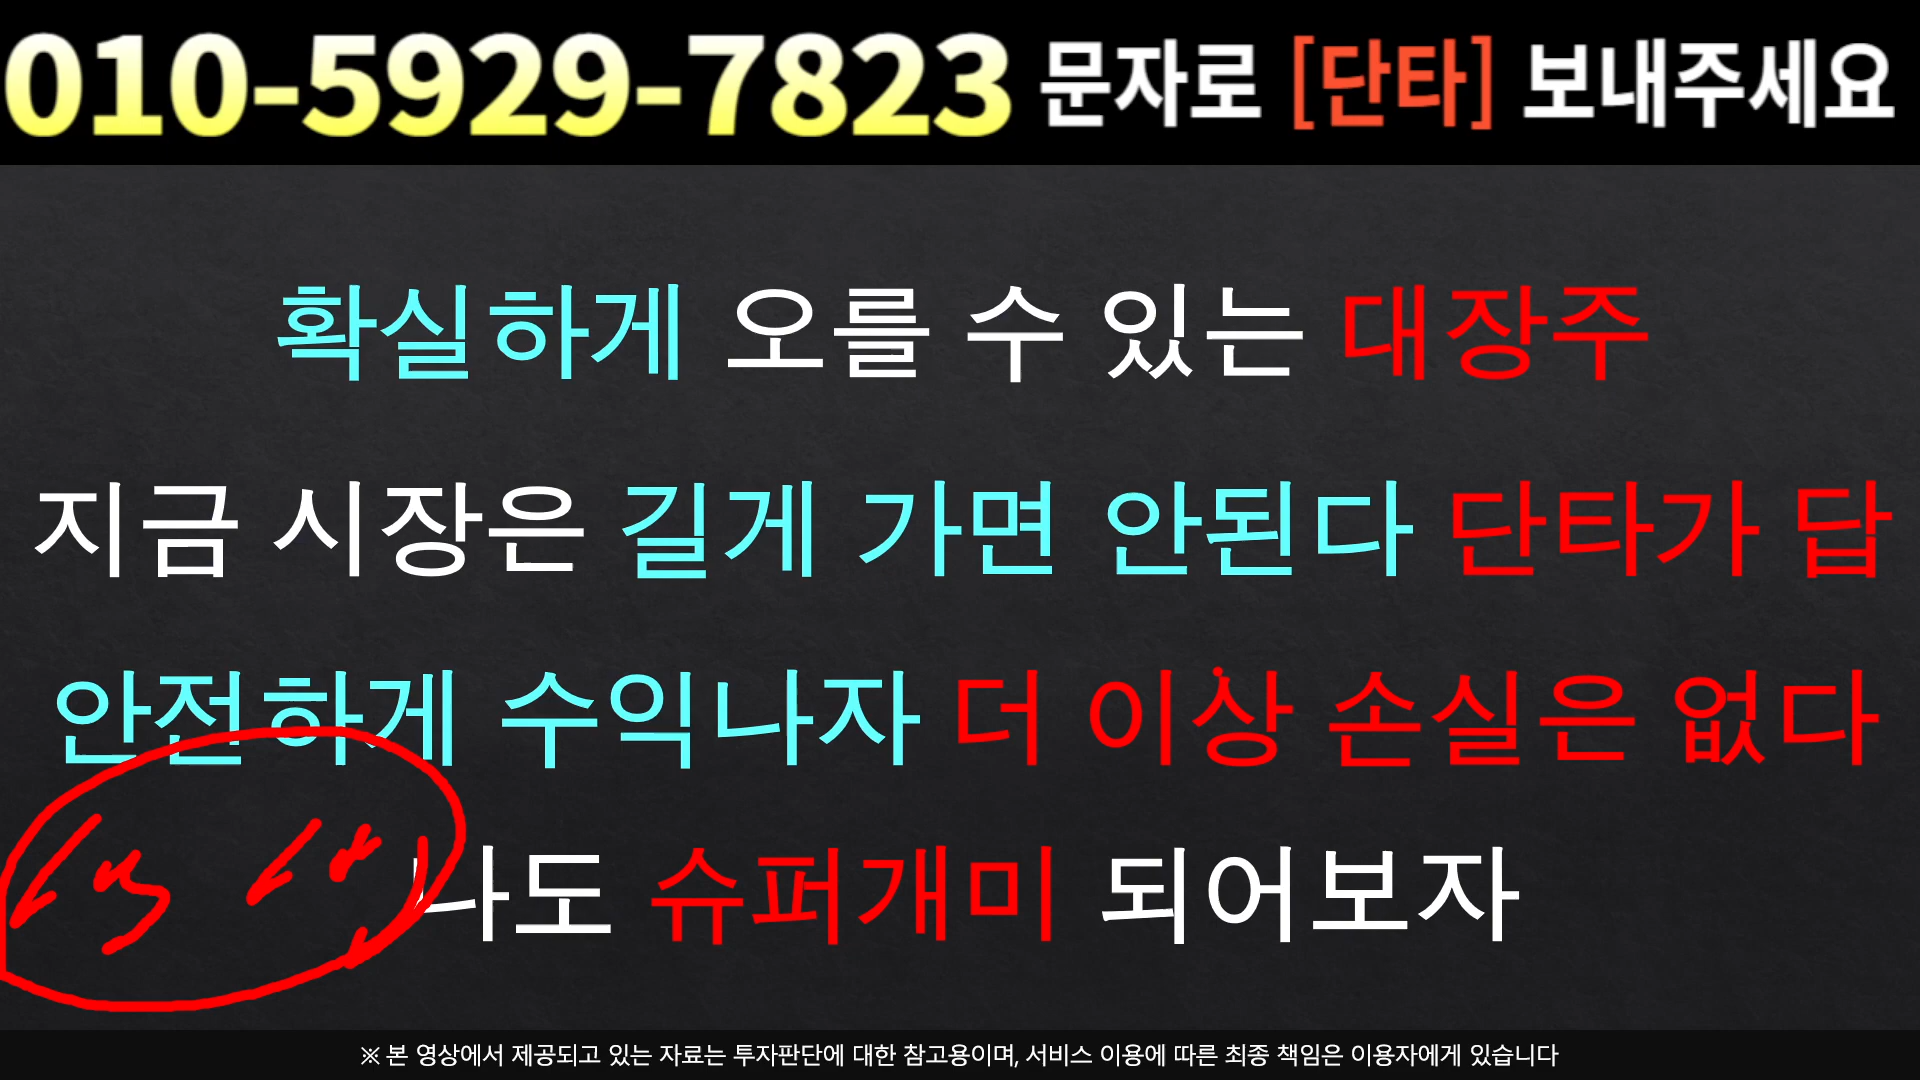 010-5929-7823 문자로 [단타] 보내주세요
확실하게 오를 수 있는 대장주
지금 시장은 길게 가면 안된다 단타가 답
안전하게 수익나자 더 이상 손실은 없다
나도 슈퍼개미 되어보자
※ 본 영상에서 제공되고 있는 자료는 투자판단에 대한 참고용이며, 서비스 이용에 따른 최종 책임은 이용자에게 있습니다